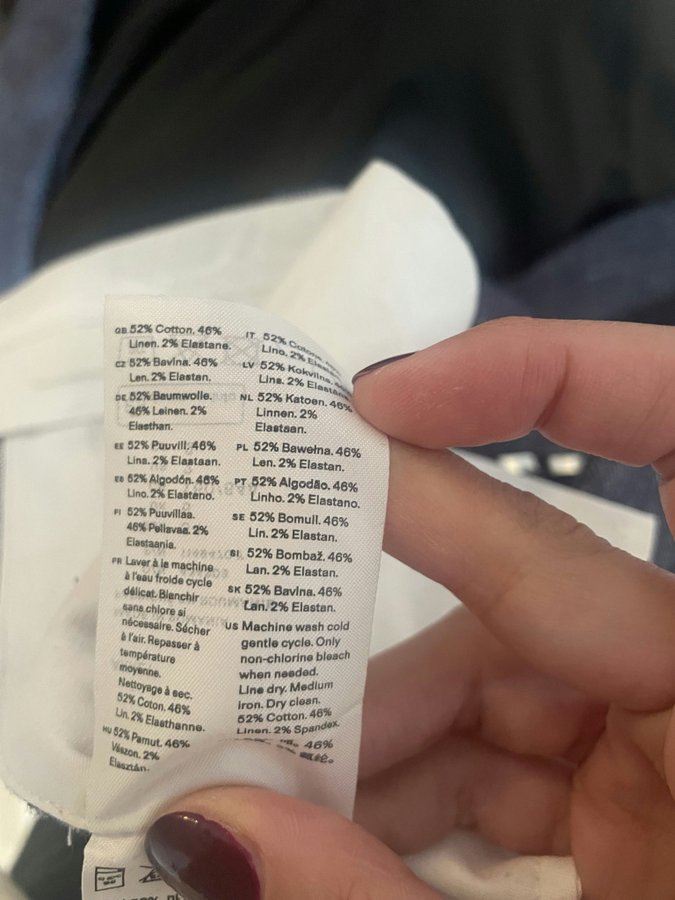 GB 52% Cotton. 46%
Linen. 2% Elastane.
CZ 52% Bavlna. 46%
Len. 2% Elastan.
DE 52% Baumwolle.
46% Leinen. 2%
Elasthan.
EE 52% Puuvill. 46%
Lina. 2% Elastaan.
ES 52% Algodón. 46%
Lino. 2% Elastano.
FI 52% Puuvillaa.
46% Pellavaa. 2%
Elastaania.
FR Laver à la machine
à l'eau froide cycle
délicat. Blanchir
sans chlore si
nécessaire. Sécher
à l'air. Repasser à
température
moyenne.
Nettoyage à sec.
52% Coton. 46%
Lin. 2% Elasthanne.
HU 52% Pamut. 46%
Vászon. 2%
Elasztán.
IT 52% Cotone.
Lino. 2%
LV 52% Kokvilna.
Lins. 2%
NL 52% Katoen. 46%
Linnen. 2%
Elastaan.
PL 52% Bawełna. 46%
Len. 2% Elastan.
PT 52% Algodão. 46%
Linho. 2% Elastano.
SE 52% Bomull. 46%
Lin. 2% Elastan.
SI 52% Bombaž. 46%
Lan. 2% Elastan.
SK 52% Bavlna. 46%
Ľan. 2% Elastan.
US Machine wash cold
gentle cycle. Only
non-chlorine bleach
when needed.
Line dry. Medium
iron. Dry clean.
52% Cotton. 46%
Linen. 2% Spandex.
46%